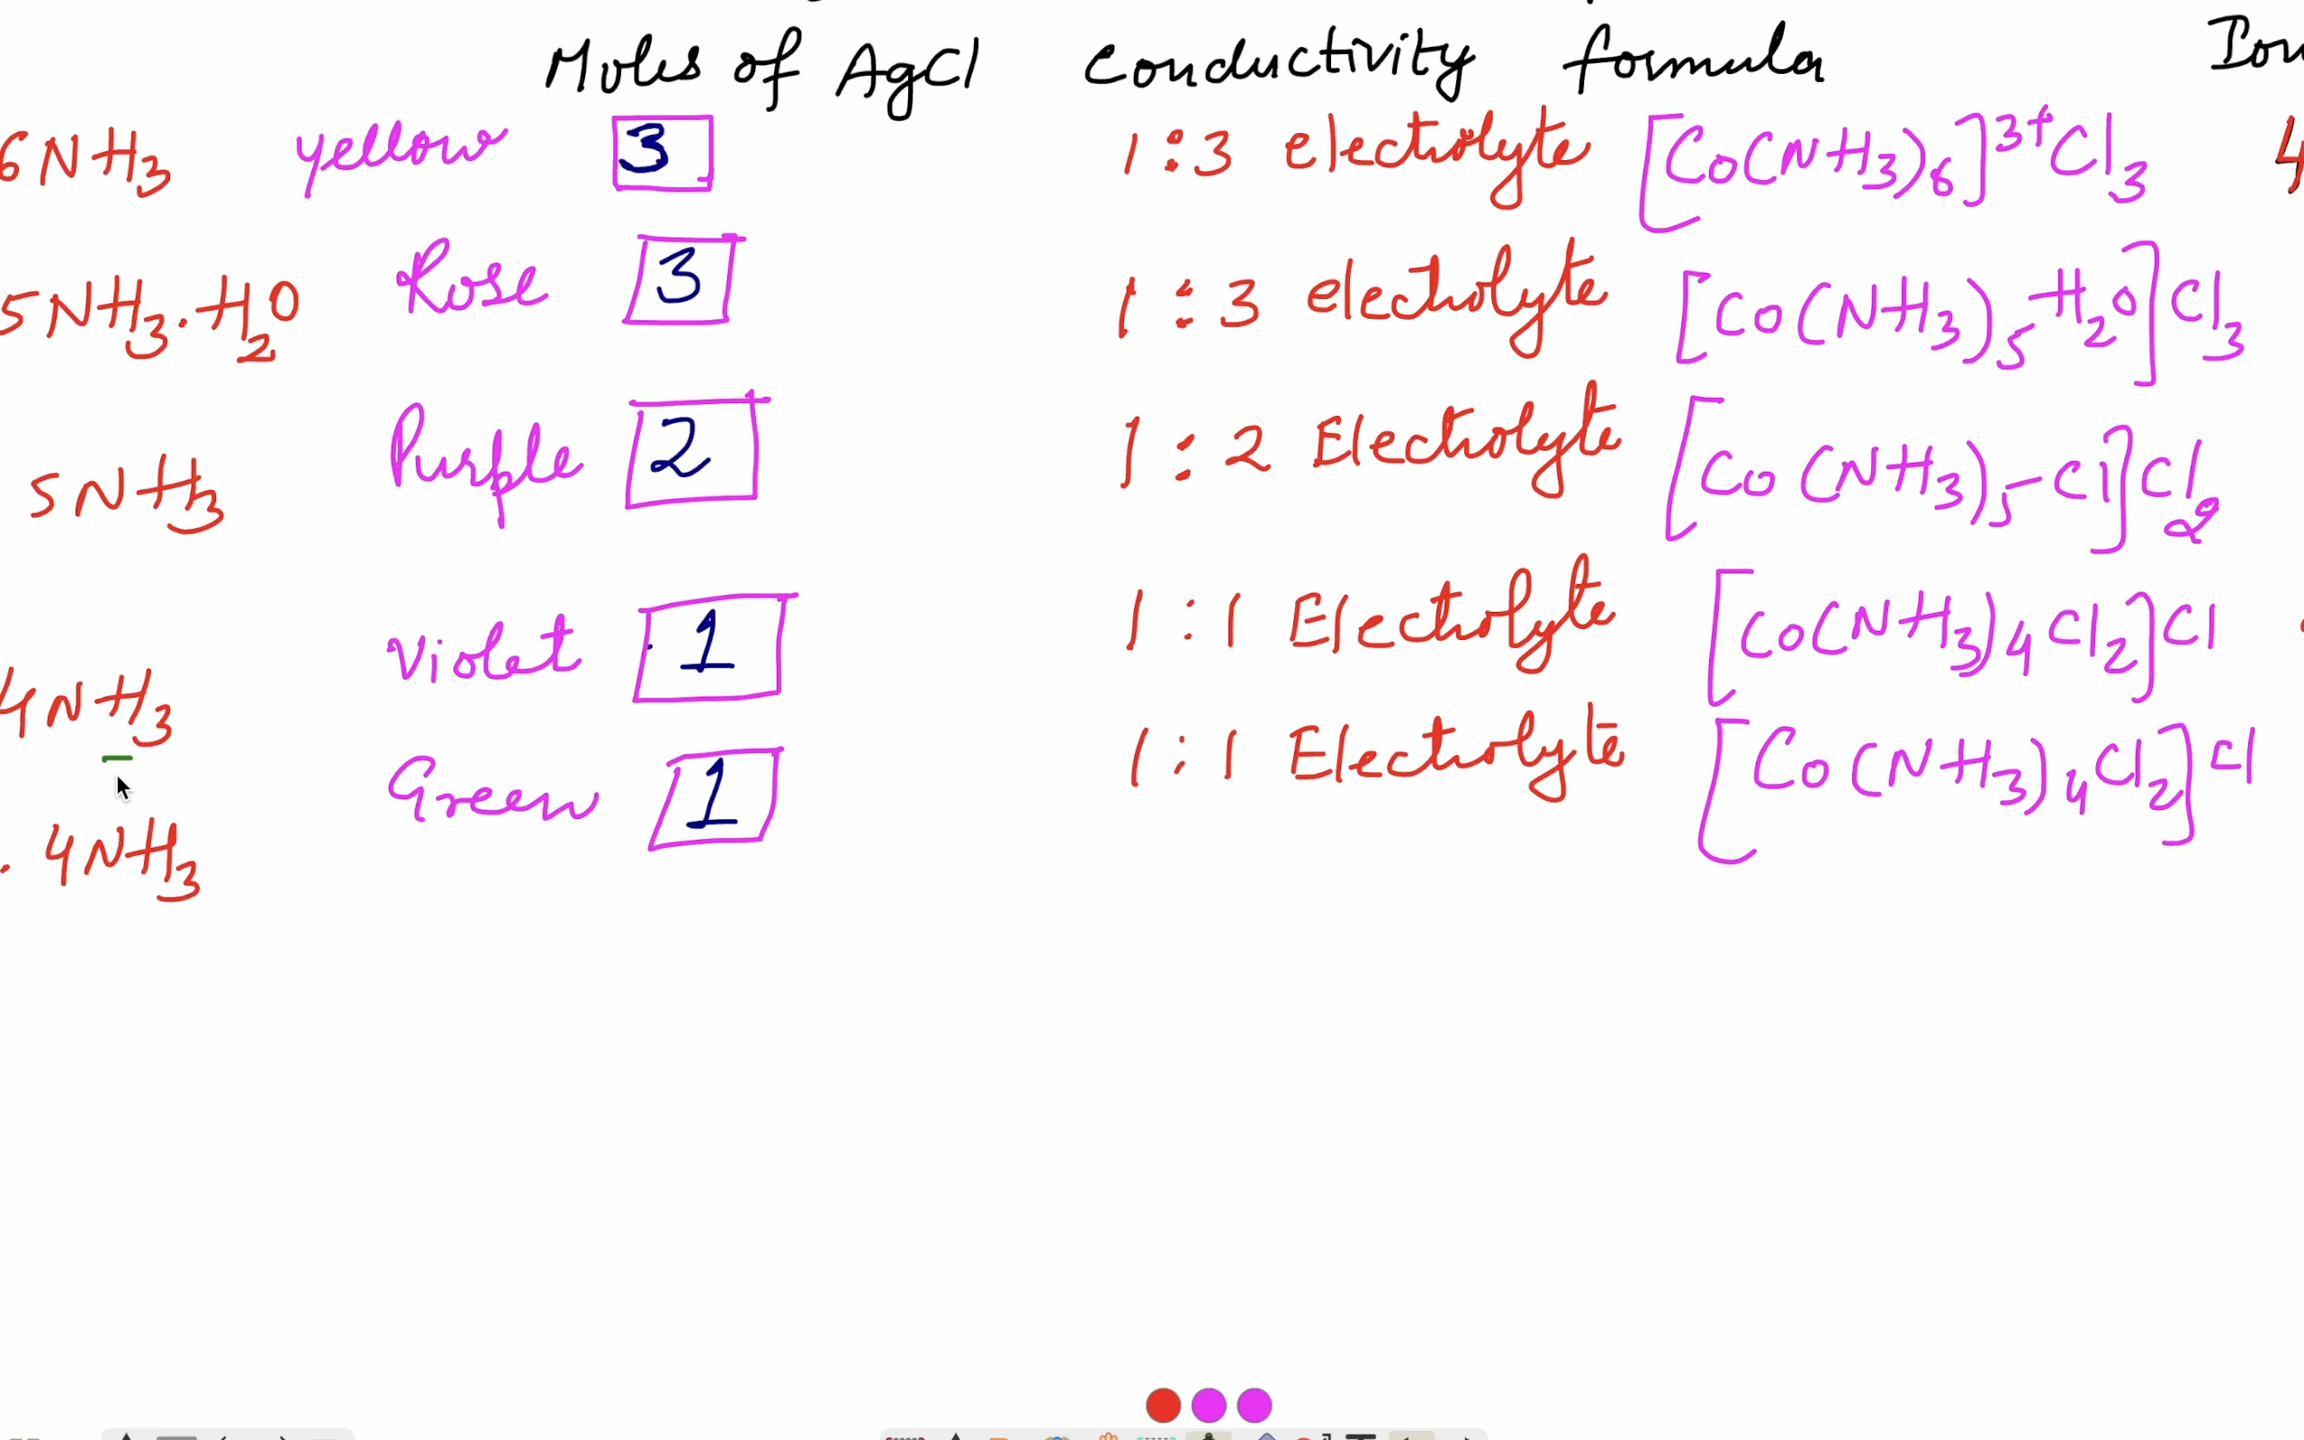 Moles of AgCl Conductivity formula Ion
6NH3 yellow 3 1:3 electrolyte [Co(NH3)6]3+Cl3 4
5NH3.H2O Rose 3 1:3 electrolyte [Co(NH3)5H2O]Cl3
5NH3 Purple 2 1:2 Electrolyte [Co(NH3)5-Cl]Cl2
4NH3 Violet 1 1:1 Electrolyte [Co(NH3)4Cl2]Cl
. 4NH3 Green 1 1:1 Electrolyte [Co(NH3)4Cl2]Cl